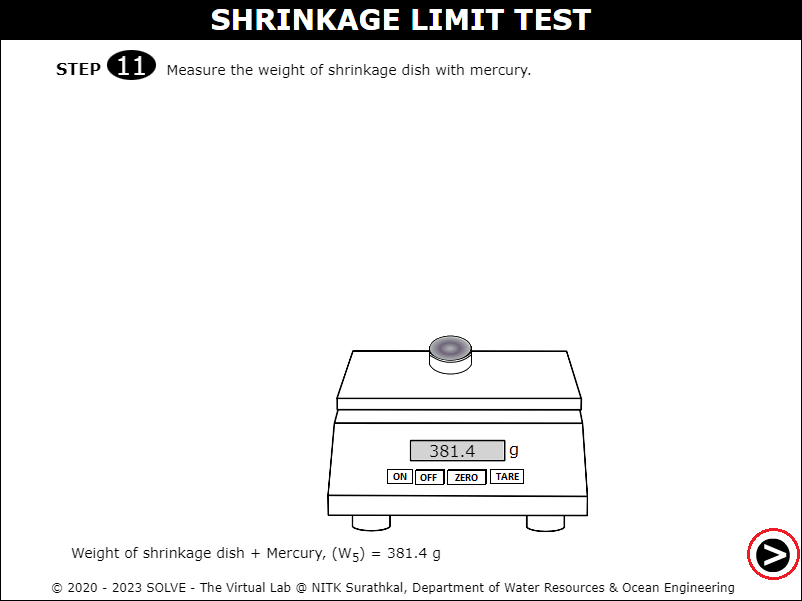 SHRINKAGE LIMIT TEST
STEP 11 Measure the weight of shrinkage dish with mercury.
381.4 g
ON OFF ZERO TARE
Weight of shrinkage dish + Mercury, (W5) = 381.4 g
>
© 2020 - 2023 SOLVE - The Virtual Lab @ NITK Surathkal, Department of Water Resources & Ocean Engineering